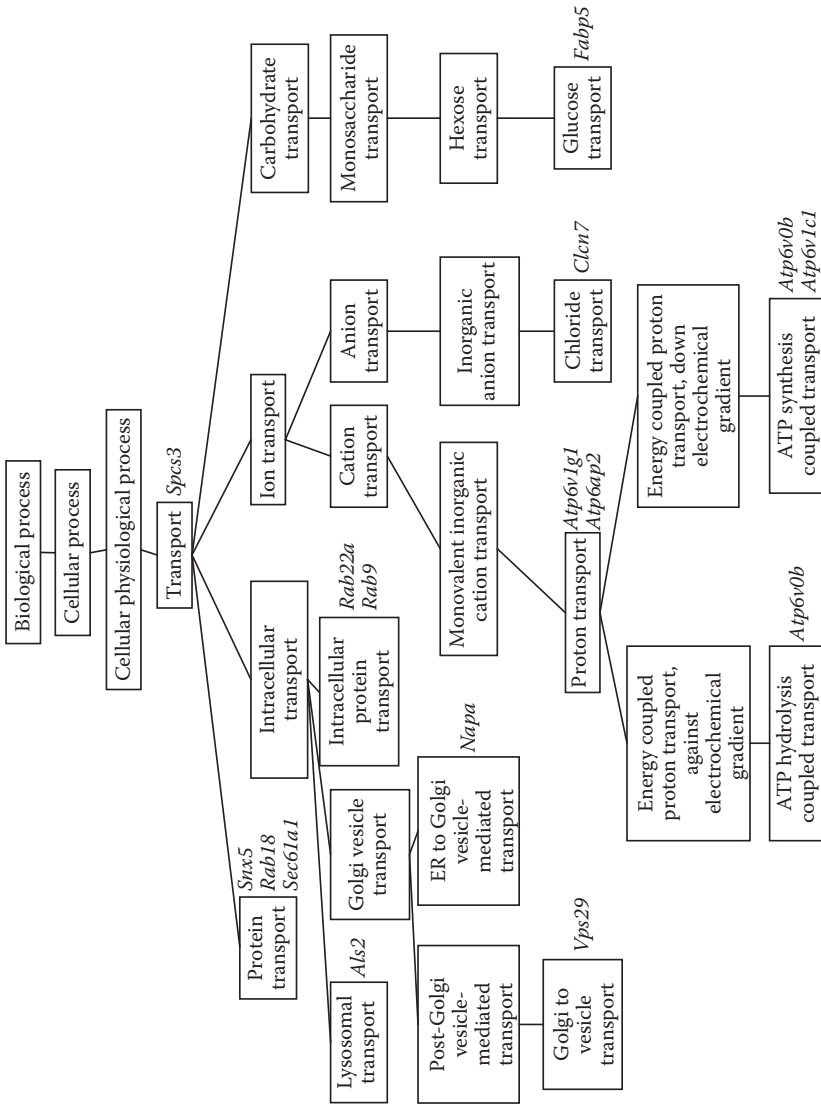 Biological process
Cellular process
Cellular physiological process
Transport
Spcs3
Protein
transport
Snx5
Rab18
Sec61a1
Intracellular
transport
Ion transport
Carbohydrate
transport
Lysosomal
transport
Als2
Golgi vesicle
transport
Intracellular
protein
transport
Rab22a
Rab9
Cation
transport
Anion
transport
Monosaccharide
transport
Post-Golgi
vesicle-
mediated
transport
ER to Golgi
vesicle-
mediated
transport
Napa
Monovalent inorganic
cation transport
Inorganic
anion transport
Hexose
transport
Golgi to
vesicle
transport
Vps29
Proton transport
Atp6v1g1
Atp6ap2
Chloride
transport
Clcn7
Glucose
transport
Fabp5
Energy coupled
proton transport,
against
electrochemical
gradient
Energy coupled proton
transport, down
electrochemical
gradient
ATP hydrolysis
coupled transport
Atp6v0b
ATP synthesis
coupled transport
Atp6v0b
Atp6v1c1